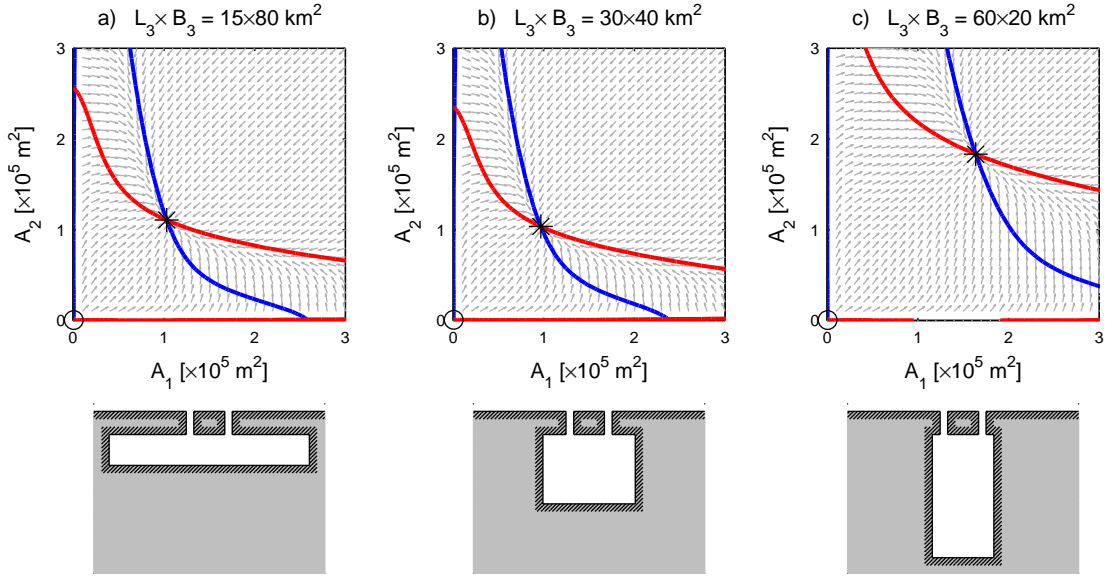 a) L₃× B₃ = 15×80 km²
b) L₃× B₃ = 30×40 km²
c) L₃× B₃ = 60×20 km²
A₂ [×10⁵ m²]
3
2
1
0
0 1 2 3
A₁ [×10⁵ m²]
A₂ [×10⁵ m²]
3
2
1
0
0 1 2 3
A₁ [×10⁵ m²]
A₂ [×10⁵ m²]
3
2
1
0
0 1 2 3
A₁ [×10⁵ m²]